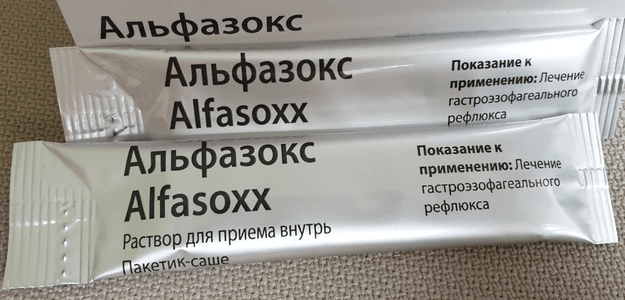 Альфазокс
Альфазокс
Alfasoxx
Показание к
применению: Лечение
гастроэзофагеального
рефлюкса
Альфазокс
Alfasoxx
Раствор для приема внутрь
Пакетик-саше
Показание к
применению: Лечение
гастроэзофагеального
рефлюкса